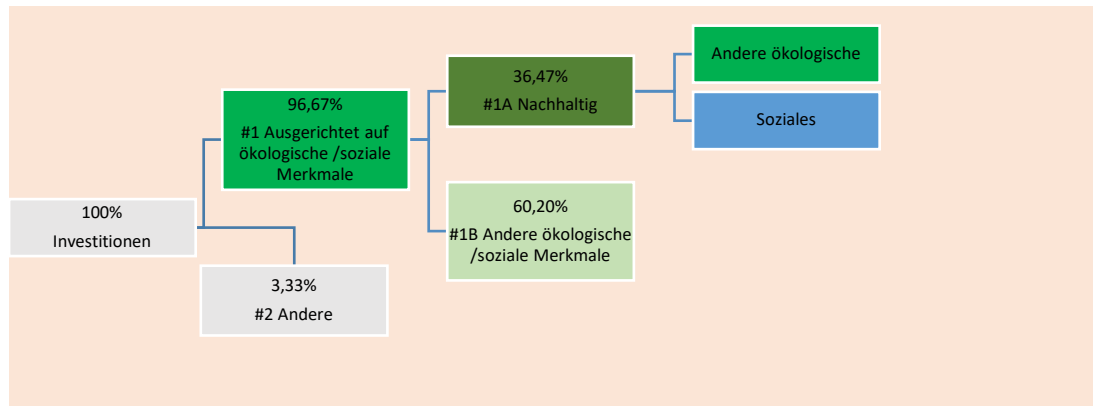 100%
Investitionen
96,67%
#1 Ausgerichtet auf
ökologische /soziale
Merkmale
3,33%
#2 Andere
36,47%
#1A Nachhaltig
60,20%
#1B Andere ökologische
/soziale Merkmale
Andere ökologische
Soziales